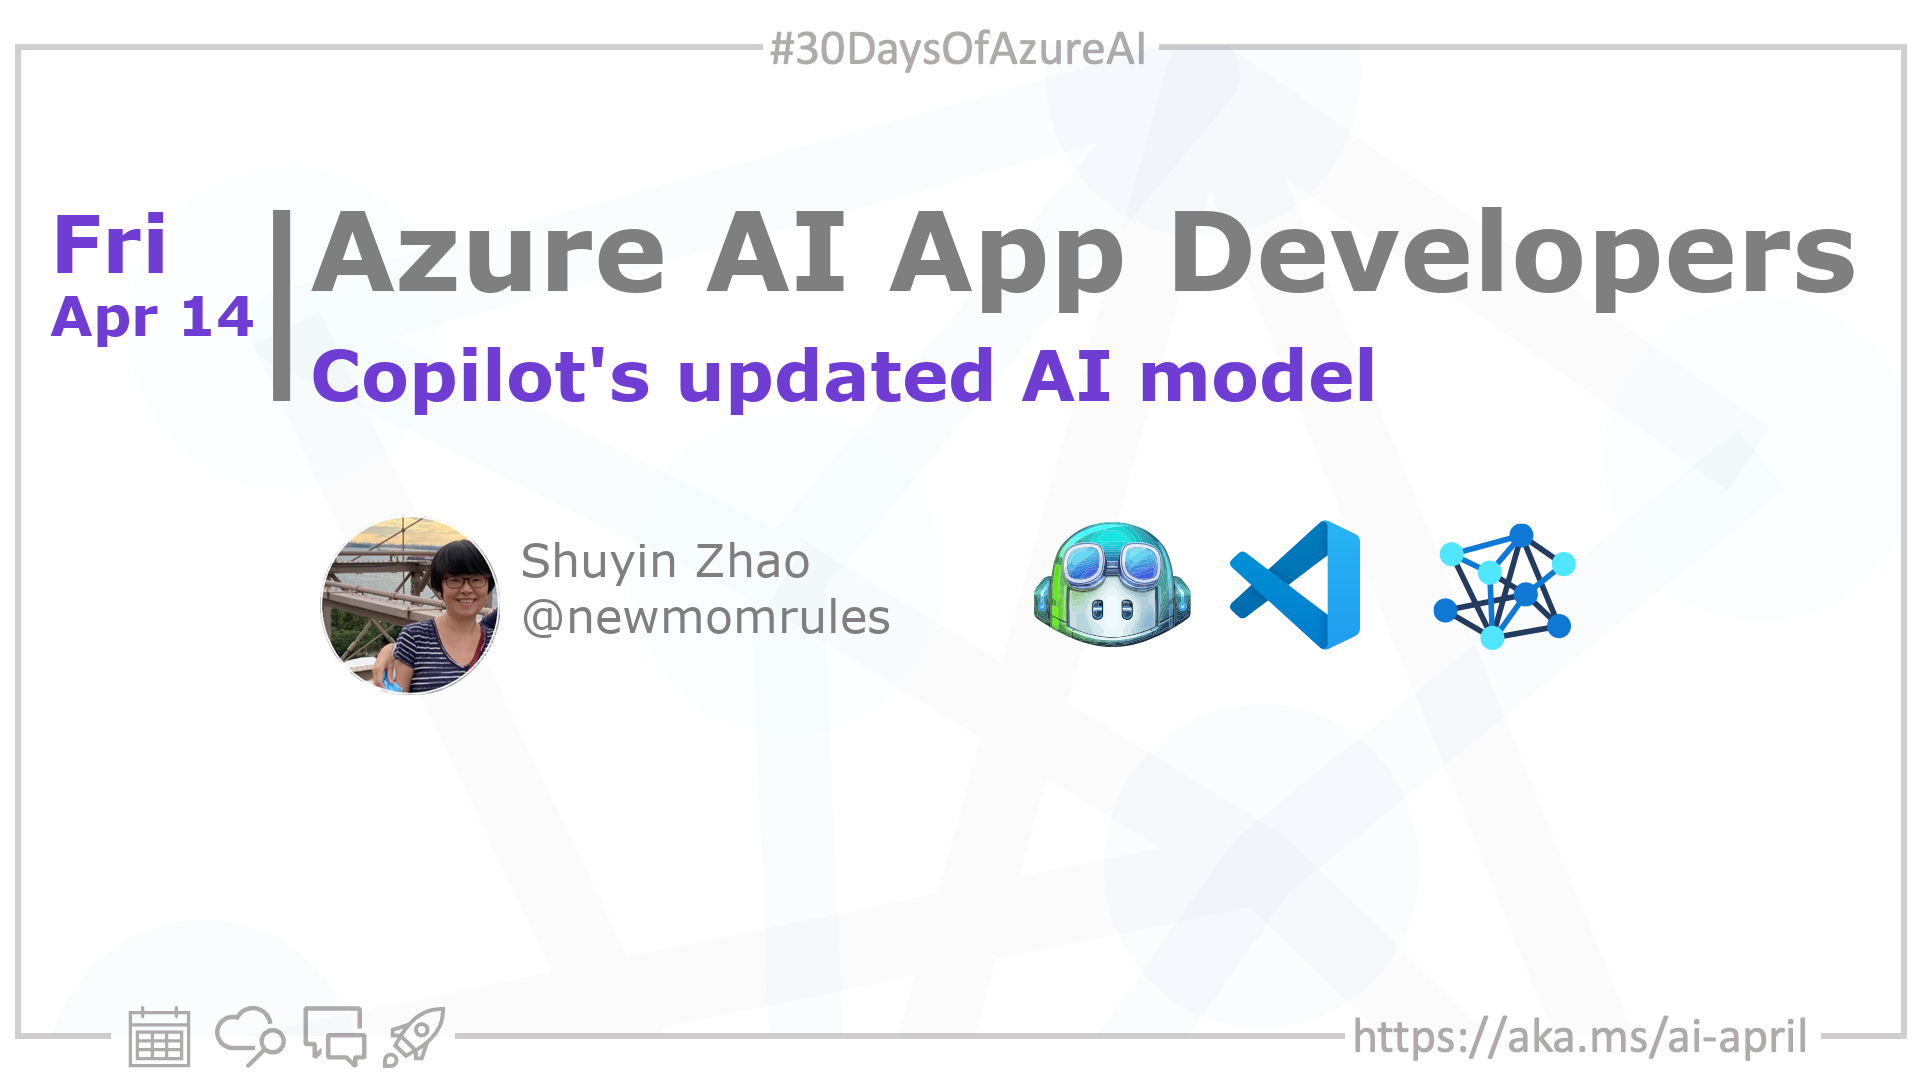 #30DaysOfAzureAI
Fri
Apr 14
Azure AI App Developers
Copilot's updated AI model
Shuyin Zhao
@newmomrules
https://aka.ms/ai-april